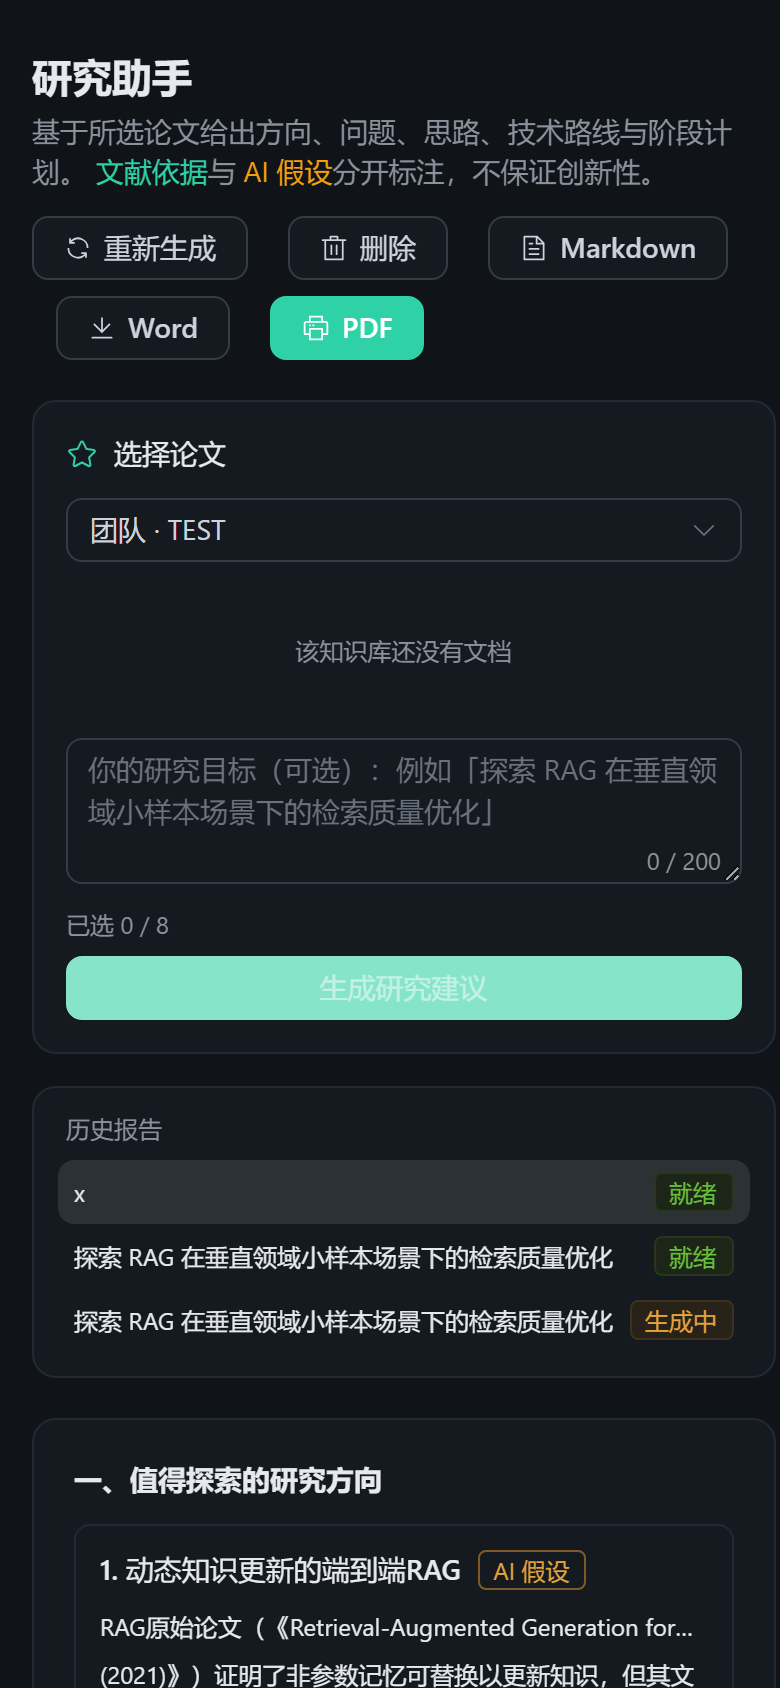 研究助手
基于所选论文给出方向、问题、思路、技术路线与阶段计
划。 文献依据与 AI 假设分开标注，不保证创新性。
重新生成 删除 Markdown
Word PDF
选择论文
团队 · TEST
该知识库还没有文档
你的研究目标（可选）：例如「探索 RAG 在垂直领
域小样本场景下的检索质量优化」
0 / 200
已选 0 / 8
生成研究建议
历史报告
x 就绪
探索 RAG 在垂直领域小样本场景下的检索质量优化 就绪
探索 RAG 在垂直领域小样本场景下的检索质量优化 生成中
一、值得探索的研究方向
1. 动态知识更新的端到端RAG AI 假设
RAG原始论文（《Retrieval-Augmented Generation for...
(2021)》）证明了非参数记忆可替换以更新知识，但其文